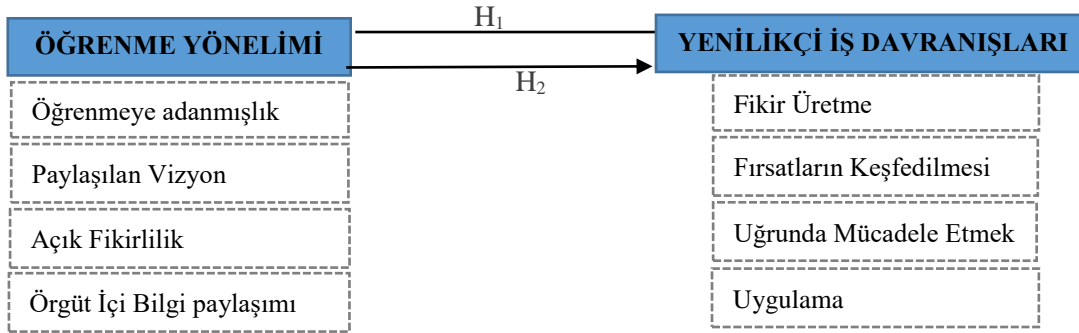 H1
ÖĞRENME YÖNELİMİ
YENİLİKÇİ İŞ DAVRANIŞLARI
H2
Öğrenmeye adanmışlık
Paylaşılan Vizyon
Açık Fikirlilik
Örgüt İçi Bilgi paylaşımı
Fikir Üretme
Fırsatların Keşfedilmesi
Uğrunda Mücadele Etmek
Uygulama